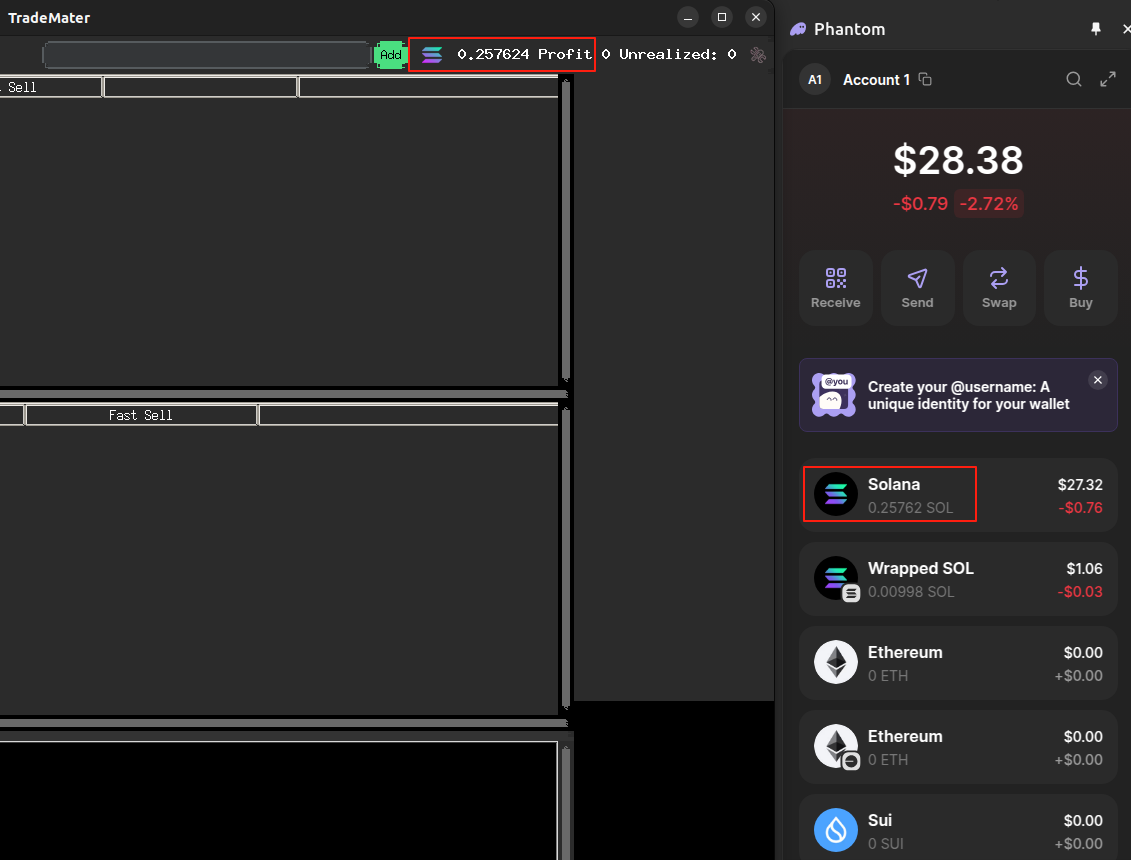 TradeMater
Add
0.257624 Profit 0 Unrealized: 0
Sell
Fast Sell
Phantom
A1
Account 1
$28.38
-$0.79 -2.72%
Receive
Send
Swap
Buy
@you
Create your @username: A
unique identity for your wallet
Solana
$27.32
0.25762 SOL
-$0.76
Wrapped SOL
$1.06
0.00998 SOL
-$0.03
Ethereum
$0.00
0 ETH
+$0.00
Ethereum
$0.00
0 ETH
+$0.00
Sui
$0.00
0 SUI
+$0.00